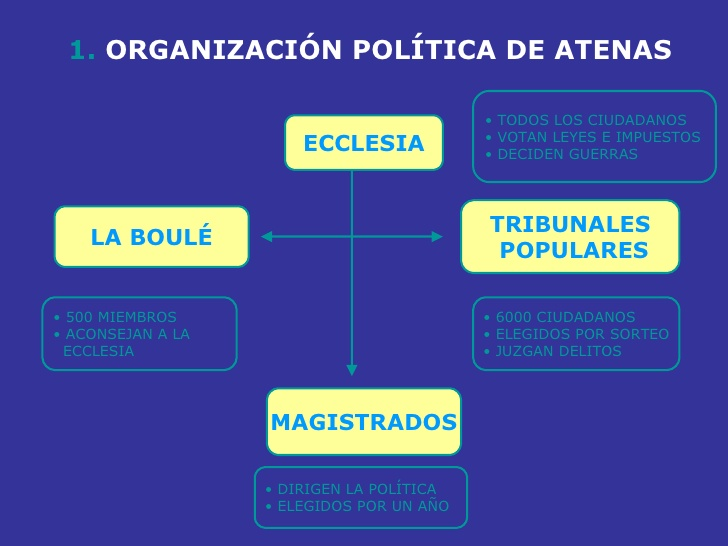 1. ORGANIZACIÓN POLÍTICA DE ATENAS
ECCLESIA
• TODOS LOS CIUDADANOS
• VOTAN LEYES E IMPUESTOS
• DECIDEN GUERRAS
LA BOULÉ
TRIBUNALES
POPULARES
• 500 MIEMBROS
• ACONSEJAN A LA
ECCLESIA
• 6000 CIUDADANOS
• ELEGIDOS POR SORTEO
• JUZGAN DELITOS
MAGISTRADOS
• DIRIGEN LA POLÍTICA
• ELEGIDOS POR UN AÑO